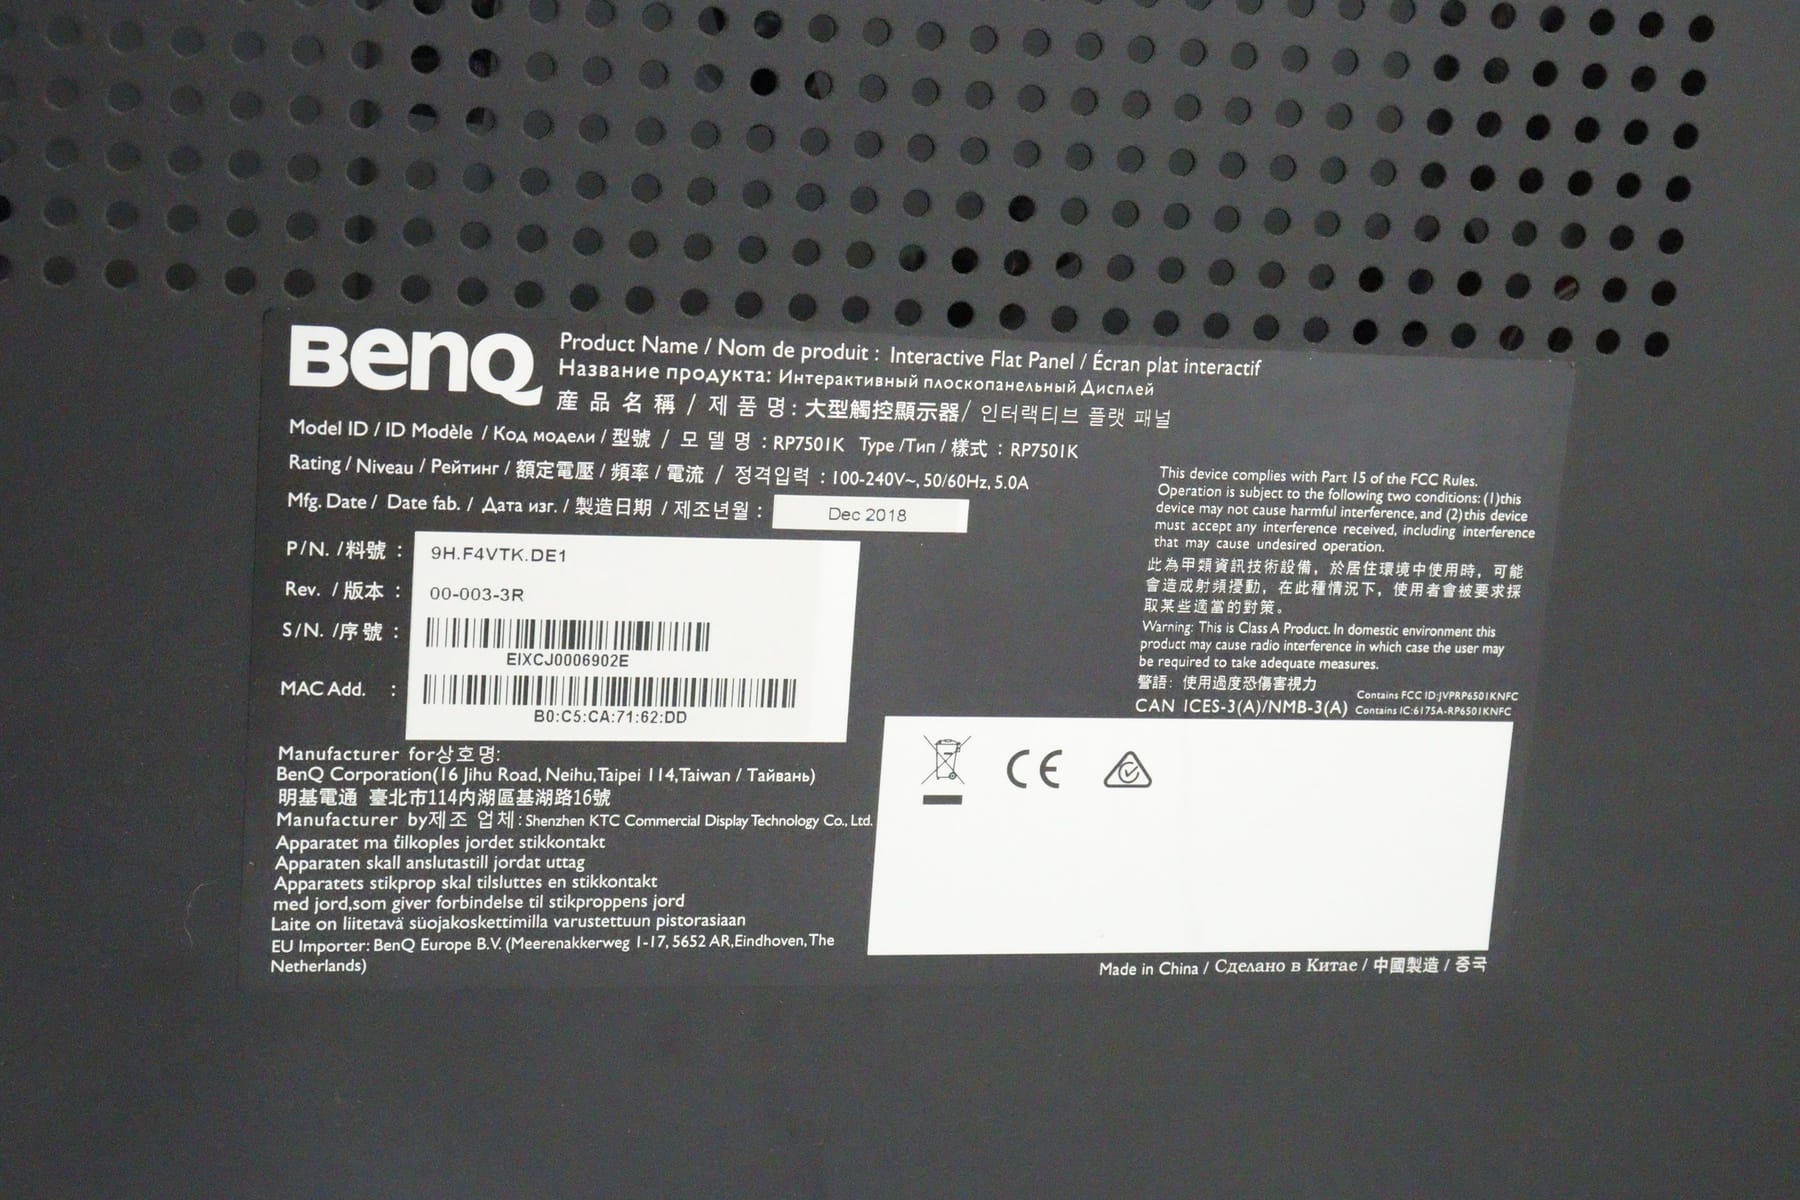 BenQ
Product Name / Nom de produit : Interactive Flat Panel / Écran plat interactif
Название продукта: Интерактивный плоскопанельный Дисплей
產品名稱 / 제품명 : 大型觸控顯示器/ 인터랙티브 플랫 패널
Model ID / ID Modèle / Код модели / 型號 / 모델명 : RP7501K Type /Тип / 樣式 : RP7501K
Rating / Niveau / Рейтинг / 額定電壓 / 頻率 / 電流 / 정격입력 : 100-240V~, 50/60Hz, 5.0A
Mfg. Date / Date fab. / Дата изг. / 製造日期 / 제조년월 : Dec 2018
P/N. /料號 : 9H.F4VTK.DE1
Rev. / 版本 : 00-003-3R
S/N. /序號 :
EIXCJ0006902E
MAC Add. :
B0:C5:CA:71:62:DD
This device complies with Part 15 of the FCC Rules.
Operation is subject to the following two conditions: (1)this
device may not cause harmful interference, and (2)this device
must accept any interference received, including interference
that may cause undesired operation.
此為甲類資訊技術設備，於居住環境中使用時，可能
會造成射頻擾動，在此種情況下，使用者會被要求採
取某些適當的對策。
Warning: This is Class A Product. In domestic environment this
product may cause radio interference in which case the user may
be required to take adequate measures.
警語：使用過度恐傷害視力
Contains FCC ID:JVPRP6501KNFC
CAN ICES-3(A)/NMB-3(A) Contains IC:6175A-RP6501KNFC
CE
Manufacturer for상호명:
BenQ Corporation(16 Jihu Road, Neihu,Taipei 114,Taiwan / Тайвань)
明基電通 臺北市114內湖區基湖路16號
Manufacturer by제조 업체: Shenzhen KTC Commercial Display Technology Co., Ltd.
Apparatet ma tilkoples jordet stikkontakt
Apparaten skall anslutastill jordat uttag
Apparatets stikprop skal tilsluttes en stikkontakt
med jord,som giver forbindelse til stikproppens jord
Laite on liitetavä süojakoskettimilla varustettuun pistorasiaan
EU Importer: BenQ Europe B.V. (Meerenakkerweg 1-17, 5652 AR,Eindhoven, The
Netherlands)
Made in China / Сделано в Китае / 中國製造 / 중국